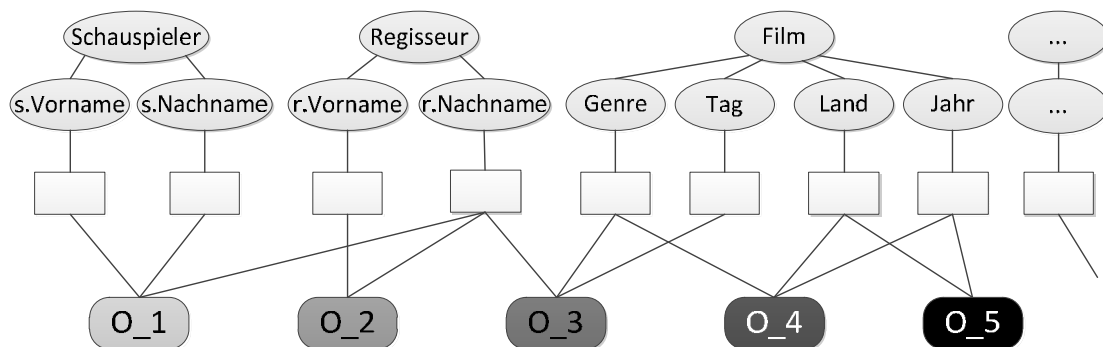 Schauspieler Regisseur Film ...
s.Vorname s.Nachname r.Vorname r.Nachname Genre Tag Land Jahr ...
O_1 O_2 O_3 O_4 O_5